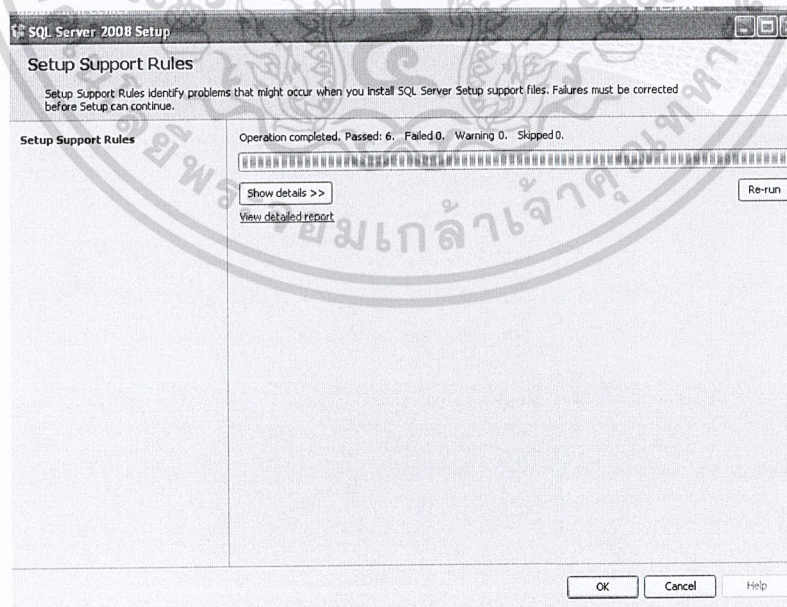 SQL Server 2008 Setup
Setup Support Rules
Setup Support Rules identify problems that might occur when you install SQL Server Setup support files. Failures must be corrected
before Setup can continue.
Setup Support Rules
Operation completed. Passed: 6. Failed 0. Warning 0. Skipped 0.
Show details >>
Re-run
View detailed report
OK
Cancel
Help